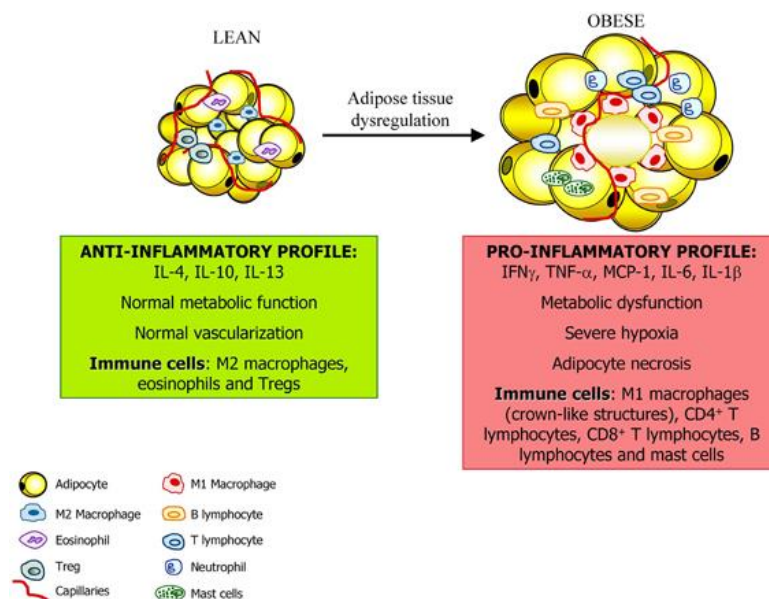 LEAN
OBESE
Adipose tissue
dysregulation
ANTI-INFLAMMATORY PROFILE:
IL-4, IL-10, IL-13
Normal metabolic function
Normal vascularization
Immune cells: M2 macrophages,
eosinophils and Tregs
PRO-INFLAMMATORY PROFILE:
IFNγ, TNF-α, MCP-1, IL-6, IL-1β
Metabolic dysfunction
Severe hypoxia
Adipocyte necrosis
Immune cells: M1 macrophages
(crown-like structures), CD4⁺ T
lymphocytes, CD8⁺ T lymphocytes, B
lymphocytes and mast cells
Adipocyte
M2 Macrophage
Eosinophil
Treg
Capillaries
M1 Macrophage
B lymphocyte
T lymphocyte
Neutrophil
Mast cells